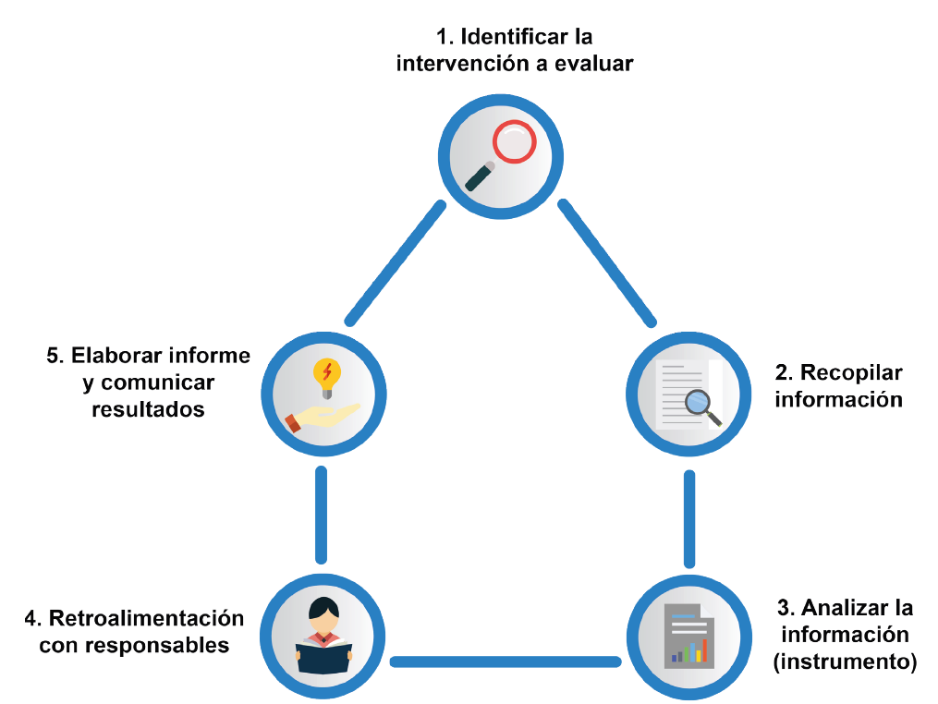 1. Identificar la
intervención a evaluar
2. Recopilar
información
3. Analizar la
información
(instrumento)
4. Retroalimentación
con responsables
5. Elaborar informe
y comunicar
resultados